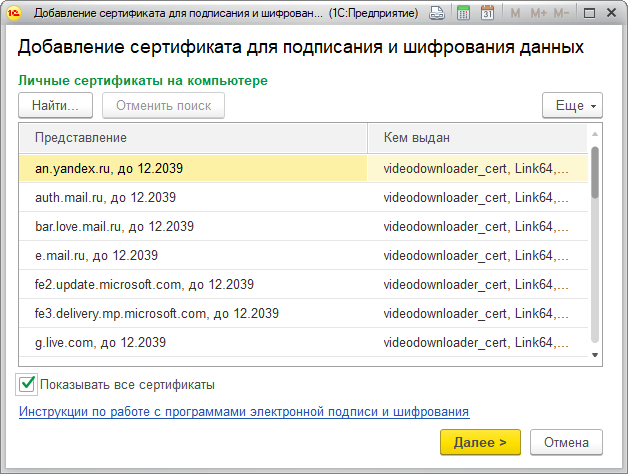 1С Добавление сертификата для подписания и шифрован... (1С:Предприятие) 31 M M+ M-
Добавление сертификата для подписания и шифрования данных
Личные сертификаты на компьютере
Найти... Отменить поиск Еще
Представление Кем выдан
an.yandex.ru, до 12.2039 videodownloader_cert, Link64,...
auth.mail.ru, до 12.2039 videodownloader_cert, Link64,...
bar.love.mail.ru, до 12.2039 videodownloader_cert, Link64,...
e.mail.ru, до 12.2039 videodownloader_cert, Link64,...
fe2.update.microsoft.com, до 12.2039 videodownloader_cert, Link64,...
fe3.delivery.mp.microsoft.com, до 12.2039 videodownloader_cert, Link64,...
g.live.com, до 12.2039 videodownloader_cert, Link64,...
Показывать все сертификаты
Инструкции по работе с программами электронной подписи и шифрования
Далее > Отмена